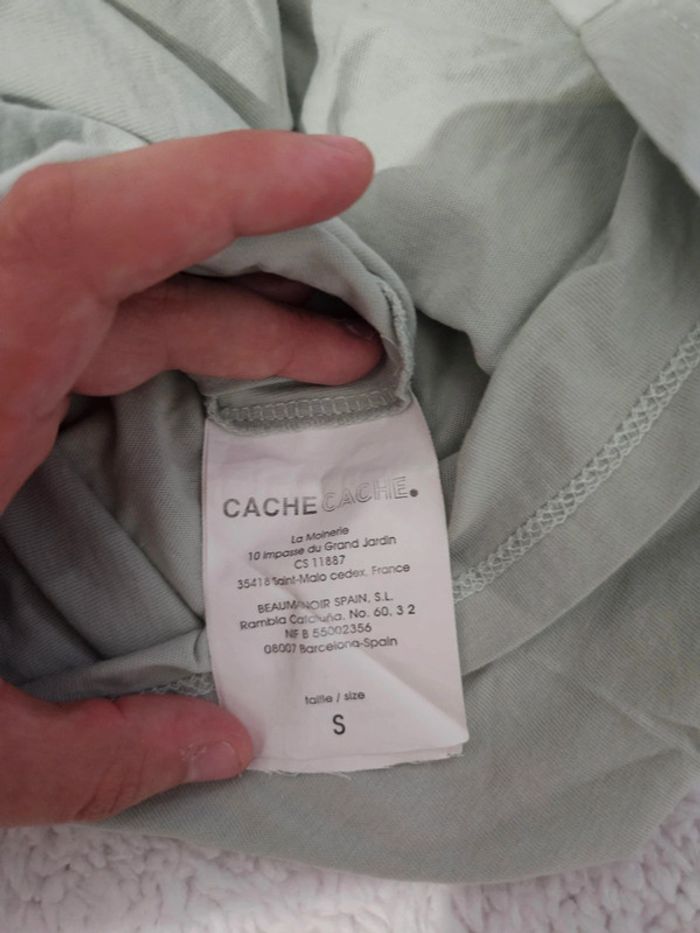 CACHE CACHE.
La Moinerie
10 impasse du Grand Jardin
CS 11887
35418 Saint-Malo cedex, France
BEAUMANOIR SPAIN, S.L.
Rambla Cataluña, No. 60, 3 2
NIF B 55002356
08007 Barcelona-Spain
taille / size
S